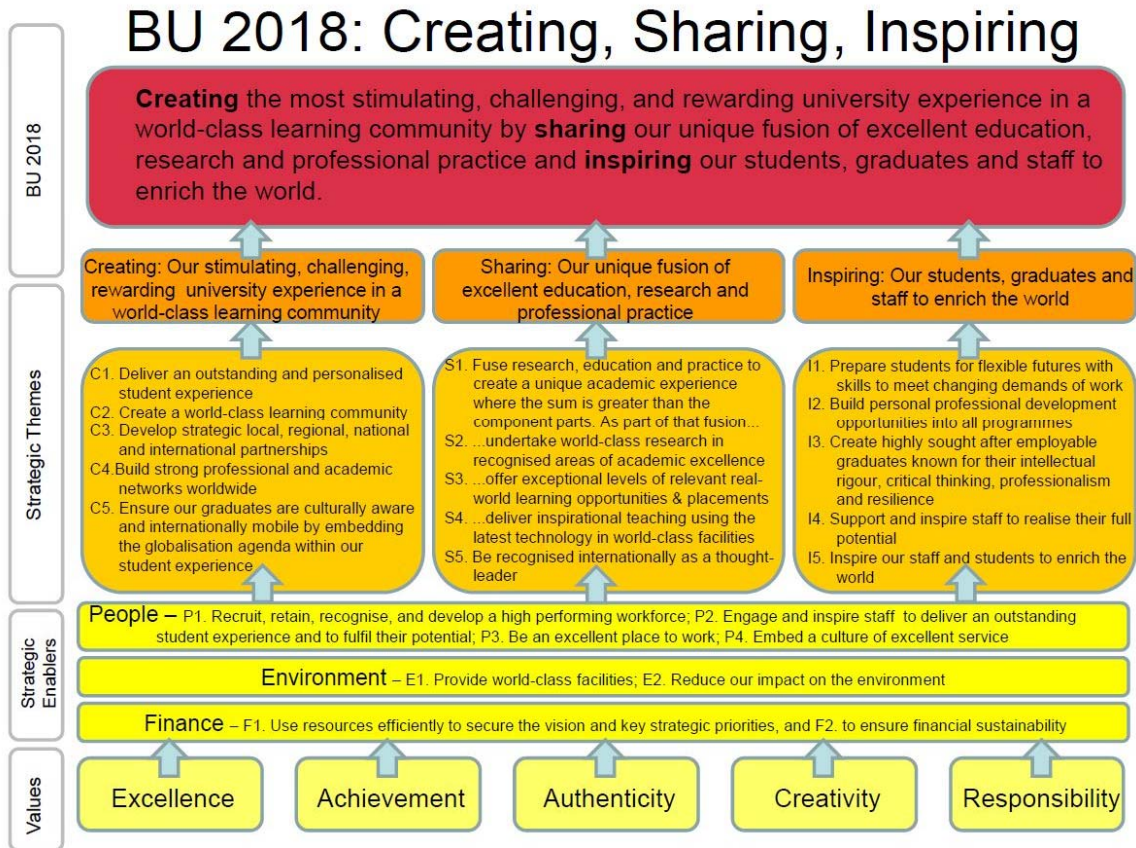 BU 2018: Creating, Sharing, Inspiring
BU 2018
Creating the most stimulating, challenging, and rewarding university experience in a
world-class learning community by sharing our unique fusion of excellent education,
research and professional practice and inspiring our students, graduates and staff to
enrich the world.
Strategic Themes
Creating: Our stimulating, challenging,
rewarding university experience in a
world-class learning community
Sharing: Our unique fusion of
excellent education, research and
professional practice
Inspiring: Our students, graduates and
staff to enrich the world
C1. Deliver an outstanding and personalised
student experience
C2. Create a world-class learning community
C3. Develop strategic local, regional, national
and international partnerships
C4.Build strong professional and academic
networks worldwide
C5. Ensure our graduates are culturally aware
and internationally mobile by embedding
the globalisation agenda within our
student experience
S1. Fuse research, education and practice to
create a unique academic experience
where the sum is greater than the
component parts. As part of that fusion...
S2. ...undertake world-class research in
recognised areas of academic excellence
S3. ...offer exceptional levels of relevant real-
world learning opportunities & placements
S4. ...deliver inspirational teaching using the
latest technology in world-class facilities
S5. Be recognised internationally as a thought-
leader
I1. Prepare students for flexible futures with
skills to meet changing demands of work
I2. Build personal professional development
opportunities into all programmes
I3. Create highly sought after employable
graduates known for their intellectual
rigour, critical thinking, professionalism
and resilience
I4. Support and inspire staff to realise their full
potential
I5. Inspire our staff and students to enrich the
world
Strategic
Enablers
People – P1. Recruit, retain, recognise, and develop a high performing workforce; P2. Engage and inspire staff to deliver an outstanding
student experience and to fulfil their potential; P3. Be an excellent place to work; P4. Embed a culture of excellent service
Environment – E1. Provide world-class facilities; E2. Reduce our impact on the environment
Finance – F1. Use resources efficiently to secure the vision and key strategic priorities, and F2. to ensure financial sustainability
Values
Excellence
Achievement
Authenticity
Creativity
Responsibility